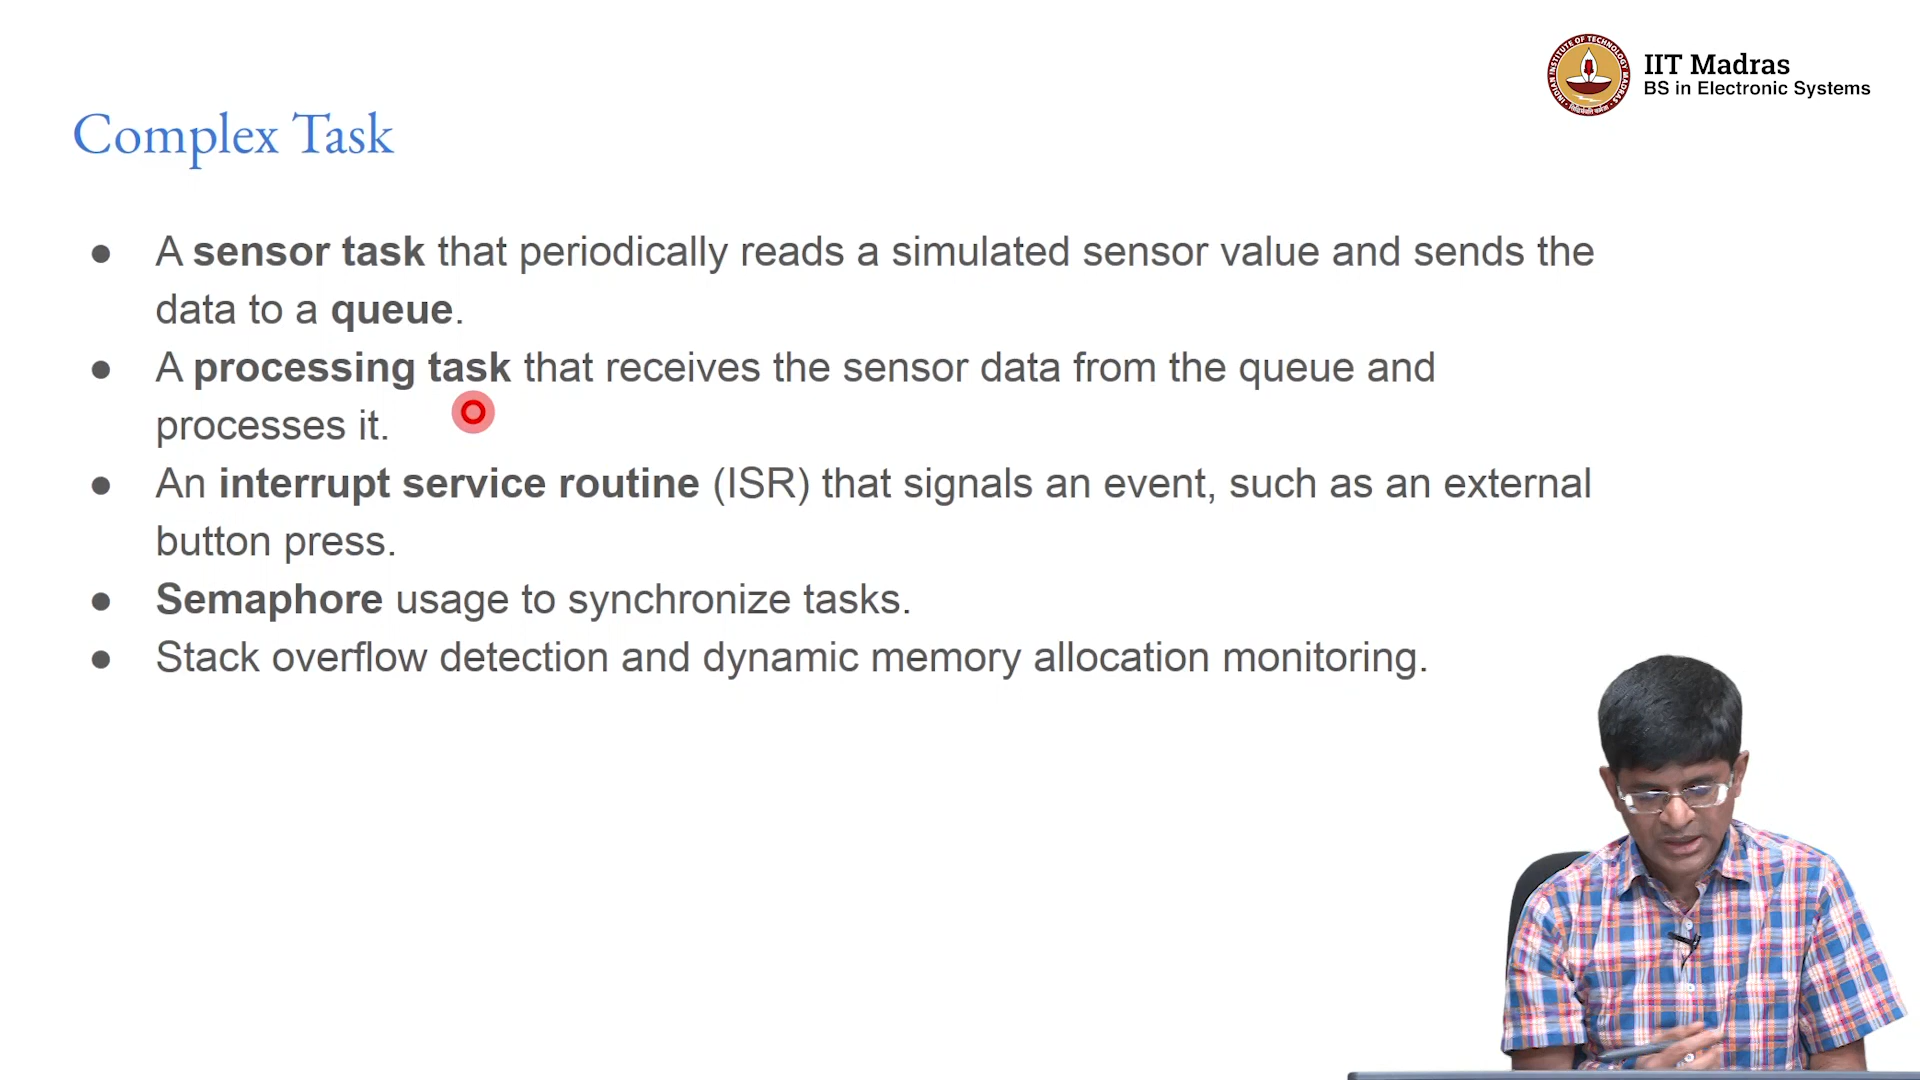 IIT Madras
BS in Electronic Systems
Complex Task
● A sensor task that periodically reads a simulated sensor value and sends the
data to a queue.
● A processing task that receives the sensor data from the queue and
processes it.
● An interrupt service routine (ISR) that signals an event, such as an external
button press.
● Semaphore usage to synchronize tasks.
● Stack overflow detection and dynamic memory allocation monitoring.